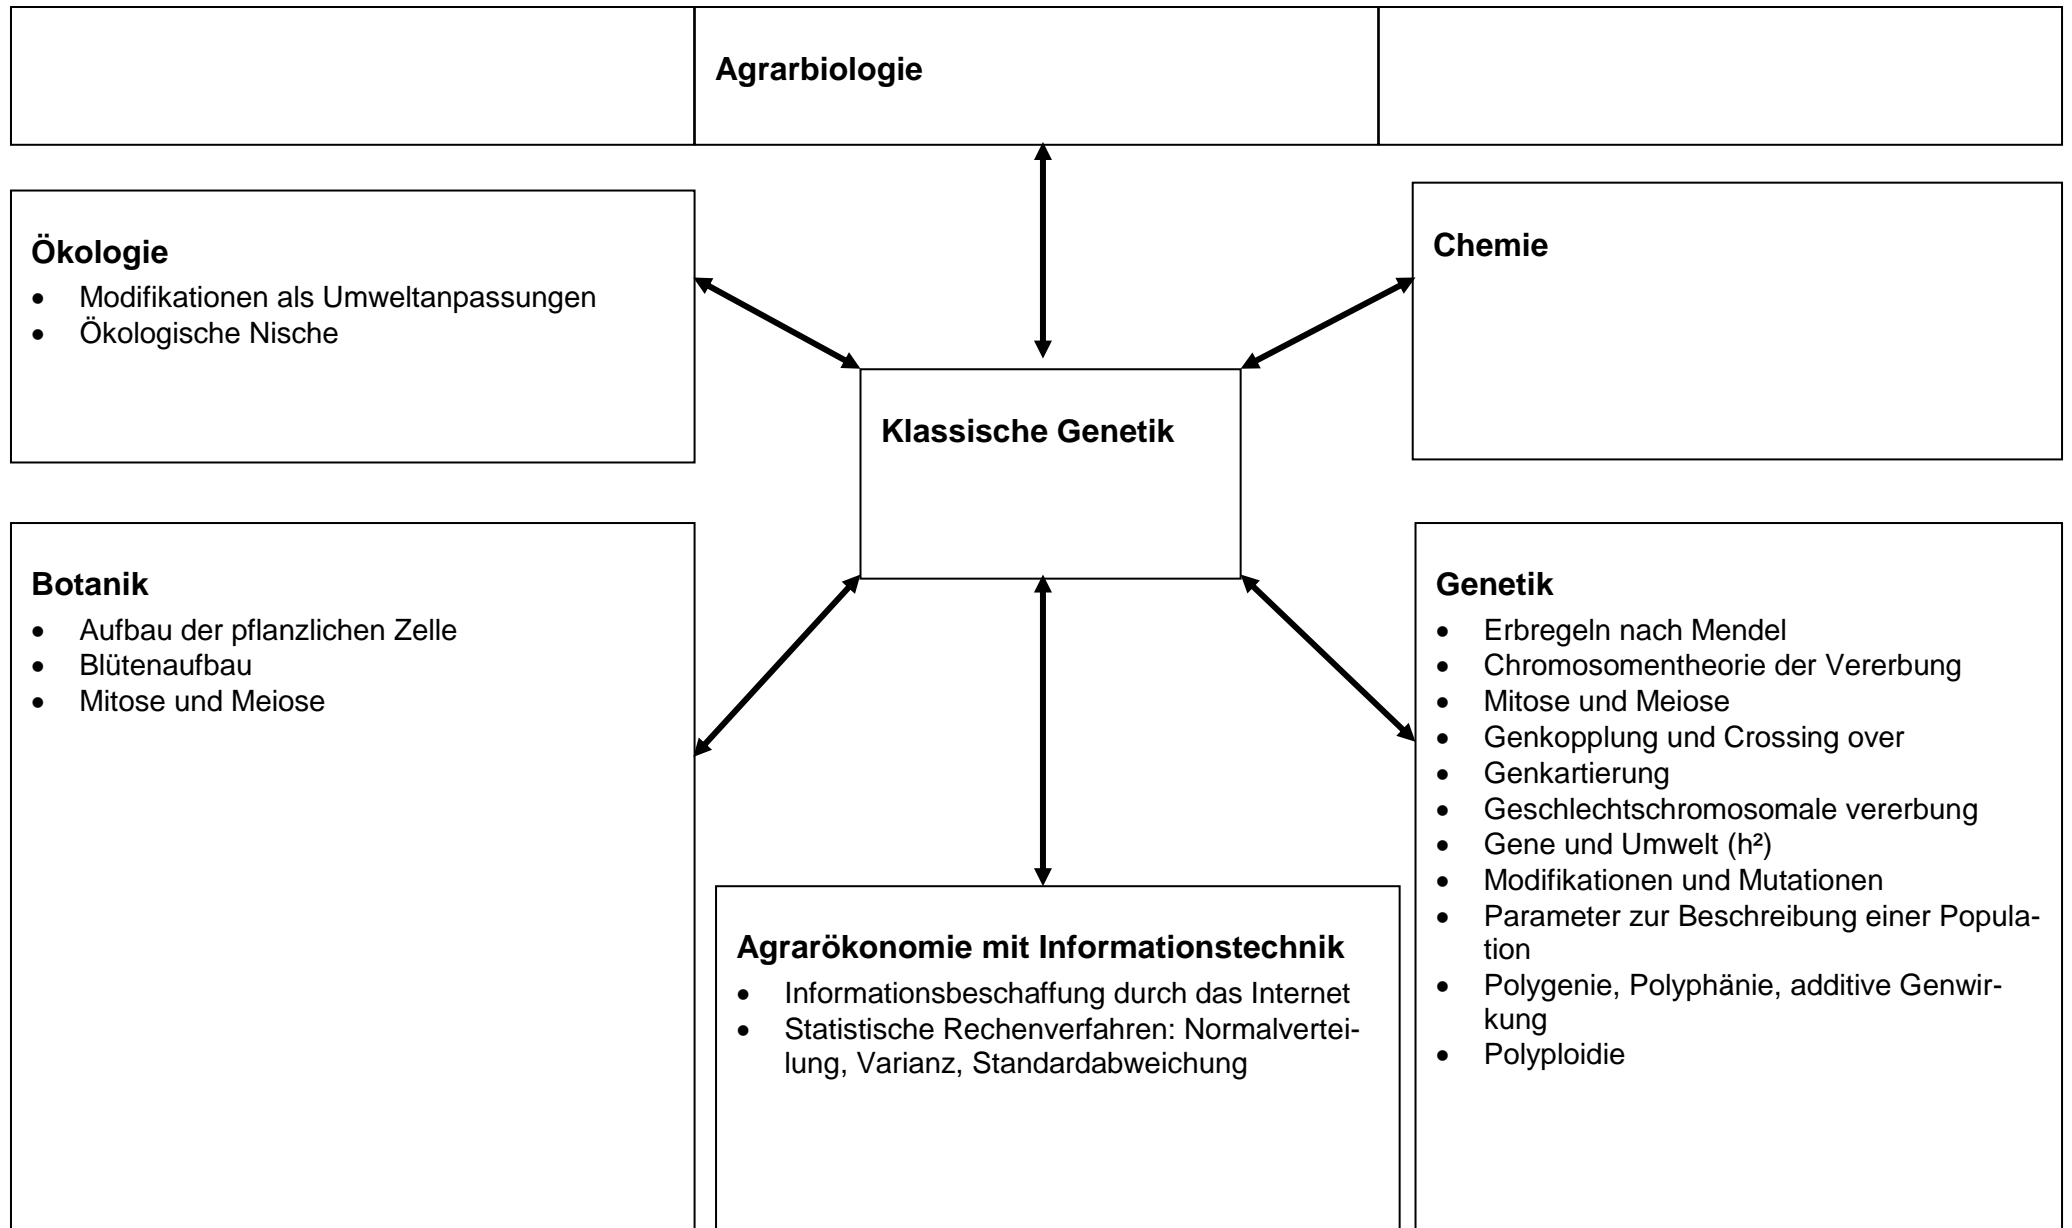 Agrarbiologie
Ökologie
• Modifikationen als Umweltanpassungen
• Ökologische Nische
Chemie
Klassische Genetik
Botanik
• Aufbau der pflanzlichen Zelle
• Blütenaufbau
• Mitose und Meiose
Genetik
• Erbregeln nach Mendel
• Chromosomentheorie der Vererbung
• Mitose und Meiose
• Genkopplung und Crossing over
• Genkartierung
• Geschlechtschromosomale vererbung
• Gene und Umwelt (h²)
• Modifikationen und Mutationen
• Parameter zur Beschreibung einer Popula-
tion
• Polygenie, Polyphänie, additive Genwir-
kung
• Polyploidie
Agrarökonomie mit Informationstechnik
• Informationsbeschaffung durch das Internet
• Statistische Rechenverfahren: Normalvertei-
lung, Varianz, Standardabweichung